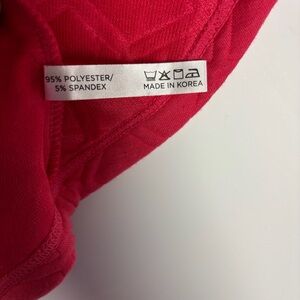 95% POLYESTER/
5% SPANDEX
MADE IN KOREA